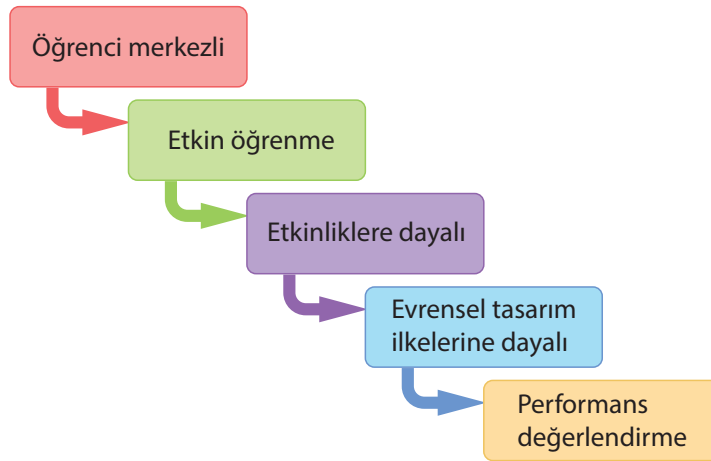 Öğrenci merkezli
Etkin öğrenme
Etkinliklere dayalı
Evrensel tasarım
ilkelerine dayalı
Performans
değerlendirme